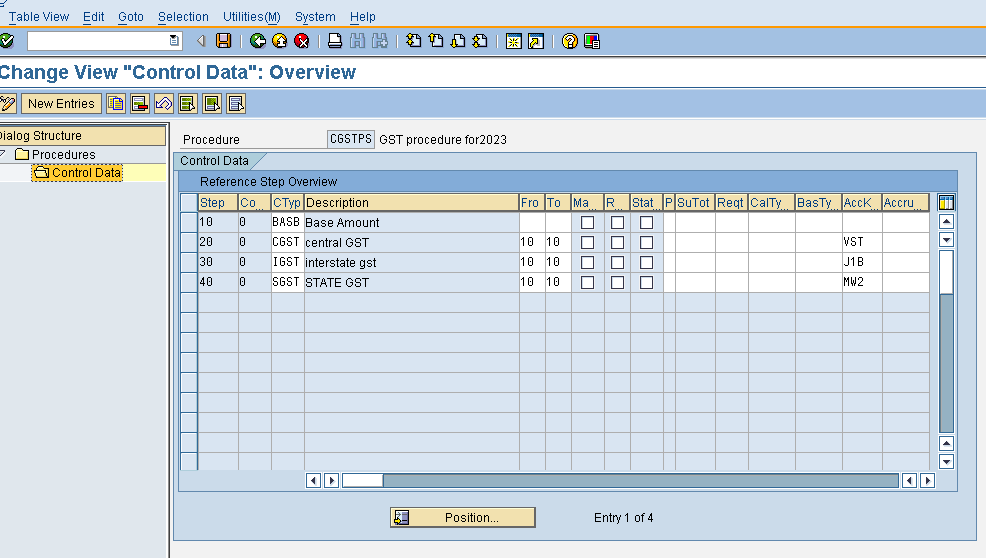 Table View Edit Goto Selection Utilities(M) System Help
Change View "Control Data": Overview
New Entries
Dialog Structure
Procedures
Control Data
Procedure CGSTPS GST procedure for2023
Control Data
Reference Step Overview
Step Co... CTyp Description Fro To Ma... R... Stat... P SuTot Reqt CalTy... BasTy... AccK... Accru...
10 0 BASB Base Amount
20 0 CGST central GST 10 10 VST
30 0 IGST interstate gst 10 10 J1B
40 0 SGST STATE GST 10 10 MW2
Position... Entry 1 of 4